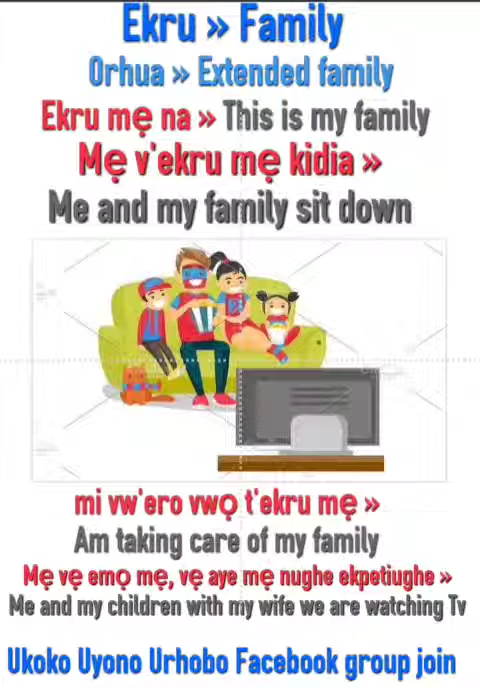 Ekru » Family
Orhua » Extended family
Ekru mẹ na » This is my family
Mẹ v'ekru mẹ kidia »
Me and my family sit down
mi vw'ero vwọ t'ekru mẹ »
Am taking care of my family
Mẹ vẹ emọ mẹ, vẹ aye mẹ nughe ekpetiughe »
Me and my children with my wife we are watching Tv
Ukoko Uyono Urhobo Facebook group join